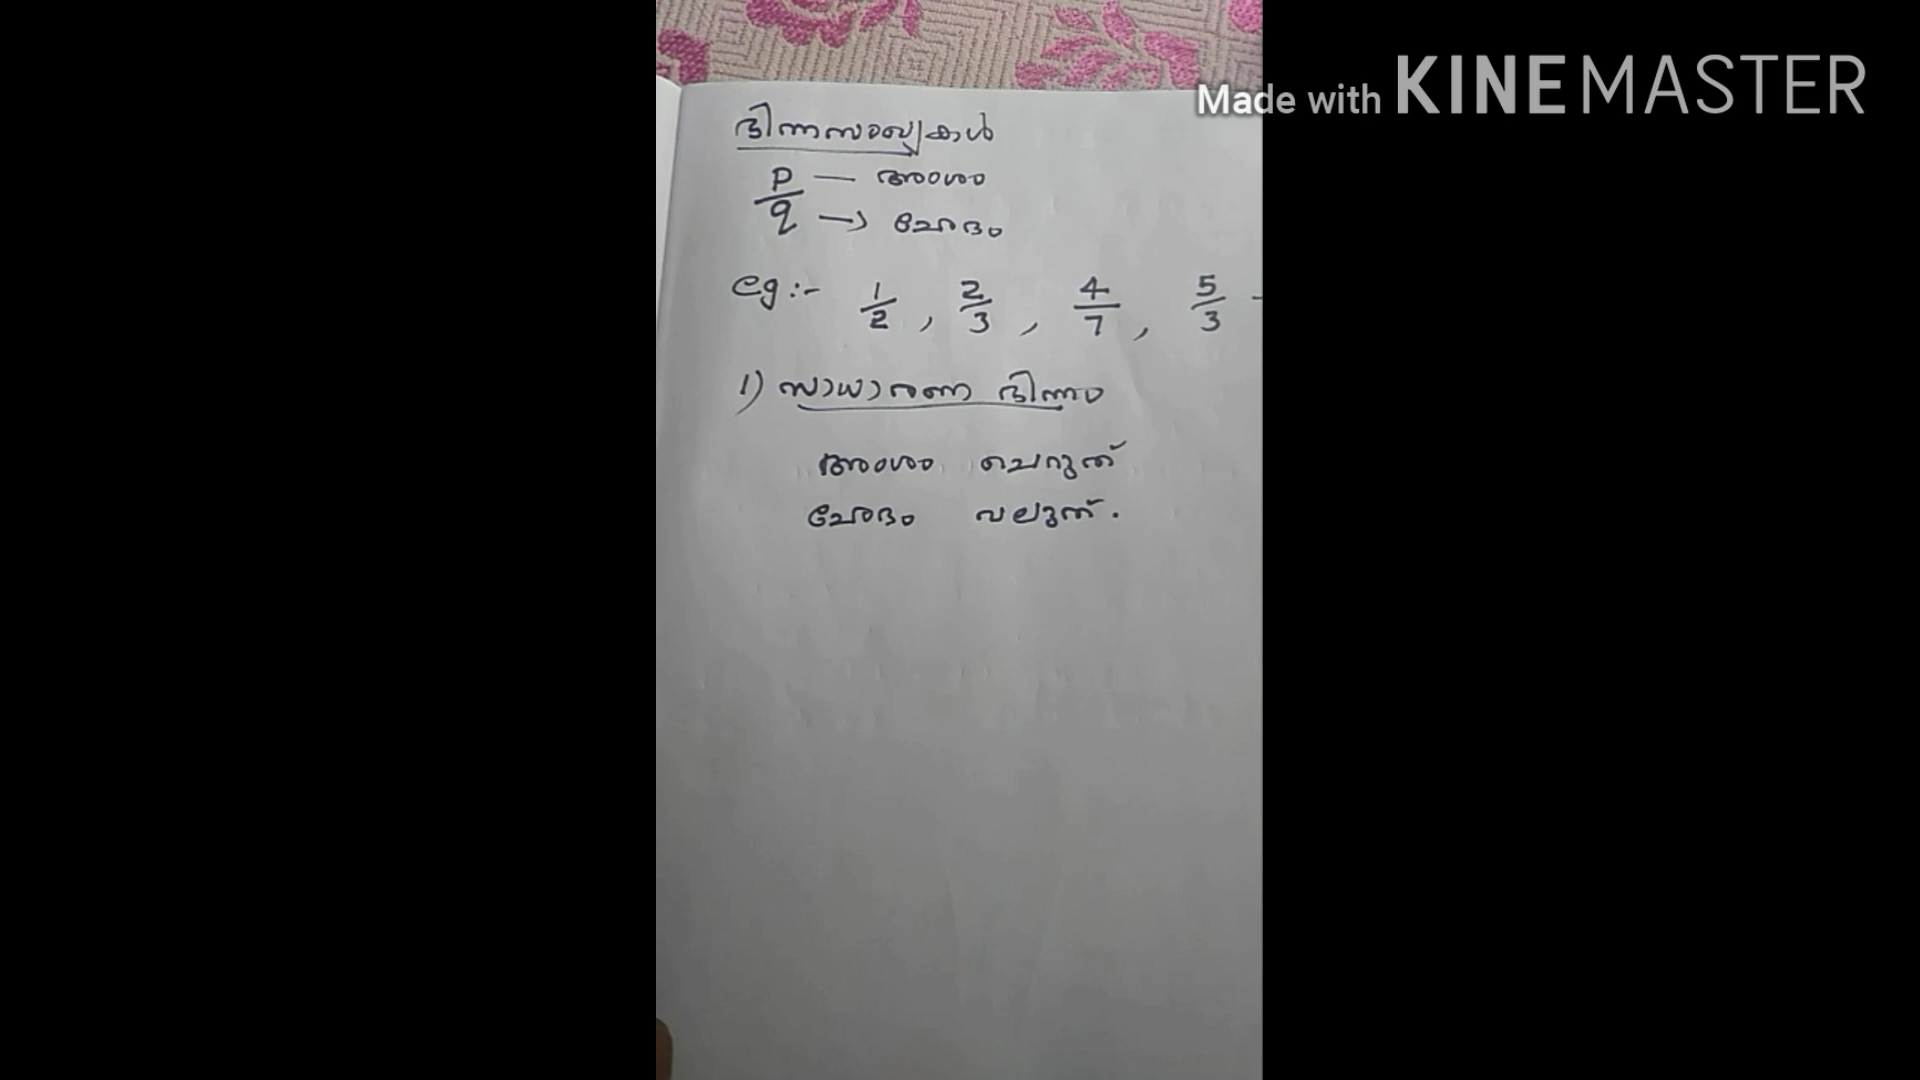 Made with KINEMASTER
ഭിന്നസംഖ്യകൾ
p/q — അംശം
→ ഛേദം
eg :- 1/2 , 2/3 , 4/7 , 5/3 -
1) സാധാരണ ഭിന്നം
അംശം ചെറുത്
ഛേദം വലുത്.